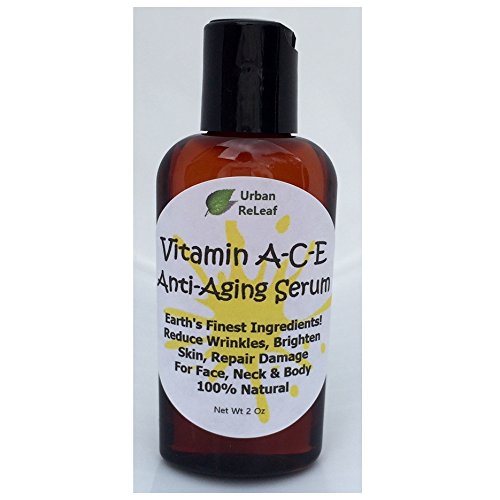 Urban
ReLeaf
Vitamin A-C-E
Anti-Aging Serum
Earth's Finest Ingredients!
Reduce Wrinkles, Brighten
Skin, Repair Damage
For Face, Neck & Body
100% Natural
Net Wt 2 Oz